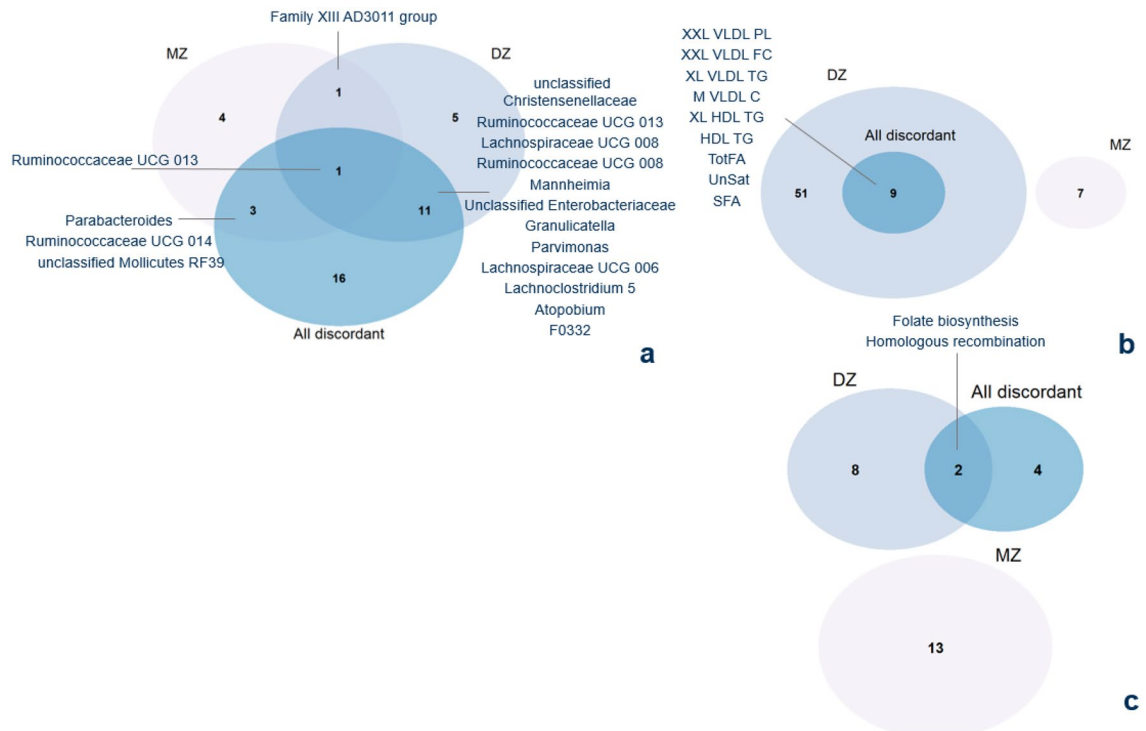 Family XIII AD3011 group
MZ
DZ
1
4
5
unclassified
Christensenellaceae
Ruminococcaceae UCG 013
Lachnospiraceae UCG 008
Ruminococcaceae UCG 008
Mannheimia
Unclassified Enterobacteriaceae
Granulicatella
Parvimonas
Lachnospiraceae UCG 006
Lachnoclostridium 5
Atopobium
F0332
Ruminococcaceae UCG 013
1
Parabacteroides
Ruminococcaceae UCG 014
unclassified Mollicutes RF39
3
11
16
All discordant
a
XXL VLDL PL
XXL VLDL FC
XL VLDL TG
M VLDL C
XL HDL TG
HDL TG
TotFA
UnSat
SFA
DZ
All discordant
MZ
51
9
7
b
Folate biosynthesis
Homologous recombination
DZ
All discordant
8
2
4
MZ
13
c